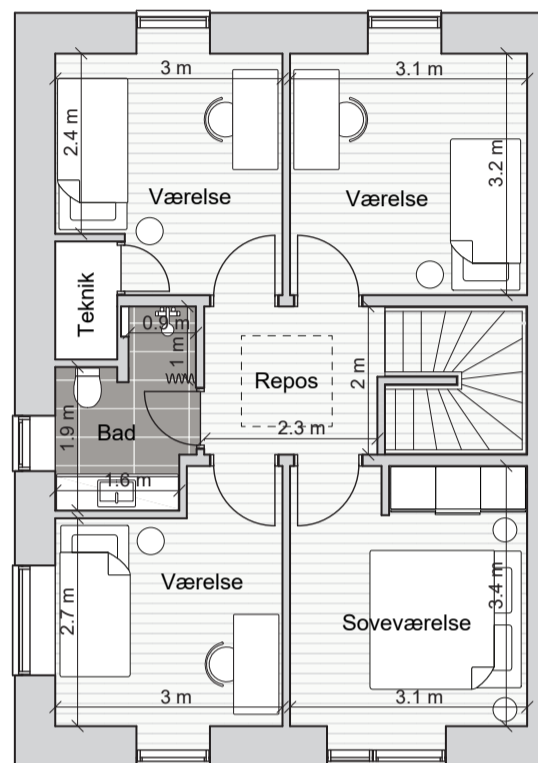 3 m
3.1 m
2.4 m
3.2 m
Værelse
Værelse
Teknik
0.9 m
1 m
Repos
2 m
2.3 m
Bad
1.9 m
1.6 m
Værelse
2.7 m
Soveværelse
3.4 m
3 m
3.1 m